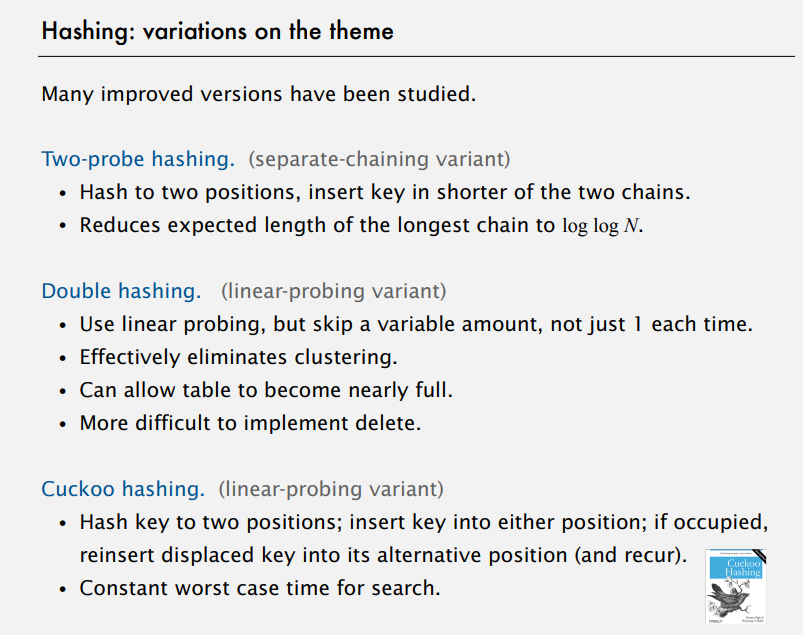 Hashing: variations on the theme
Many improved versions have been studied.
Two-probe hashing. (separate-chaining variant)
• Hash to two positions, insert key in shorter of the two chains.
• Reduces expected length of the longest chain to log log N.
Double hashing. (linear-probing variant)
• Use linear probing, but skip a variable amount, not just 1 each time.
• Effectively eliminates clustering.
• Can allow table to become nearly full.
• More difficult to implement delete.
Cuckoo hashing. (linear-probing variant)
• Hash key to two positions; insert key into either position; if occupied,
reinsert displaced key into its alternative position (and recur).
• Constant worst case time for search.
Cuckoo
Hashing
O'REILLY